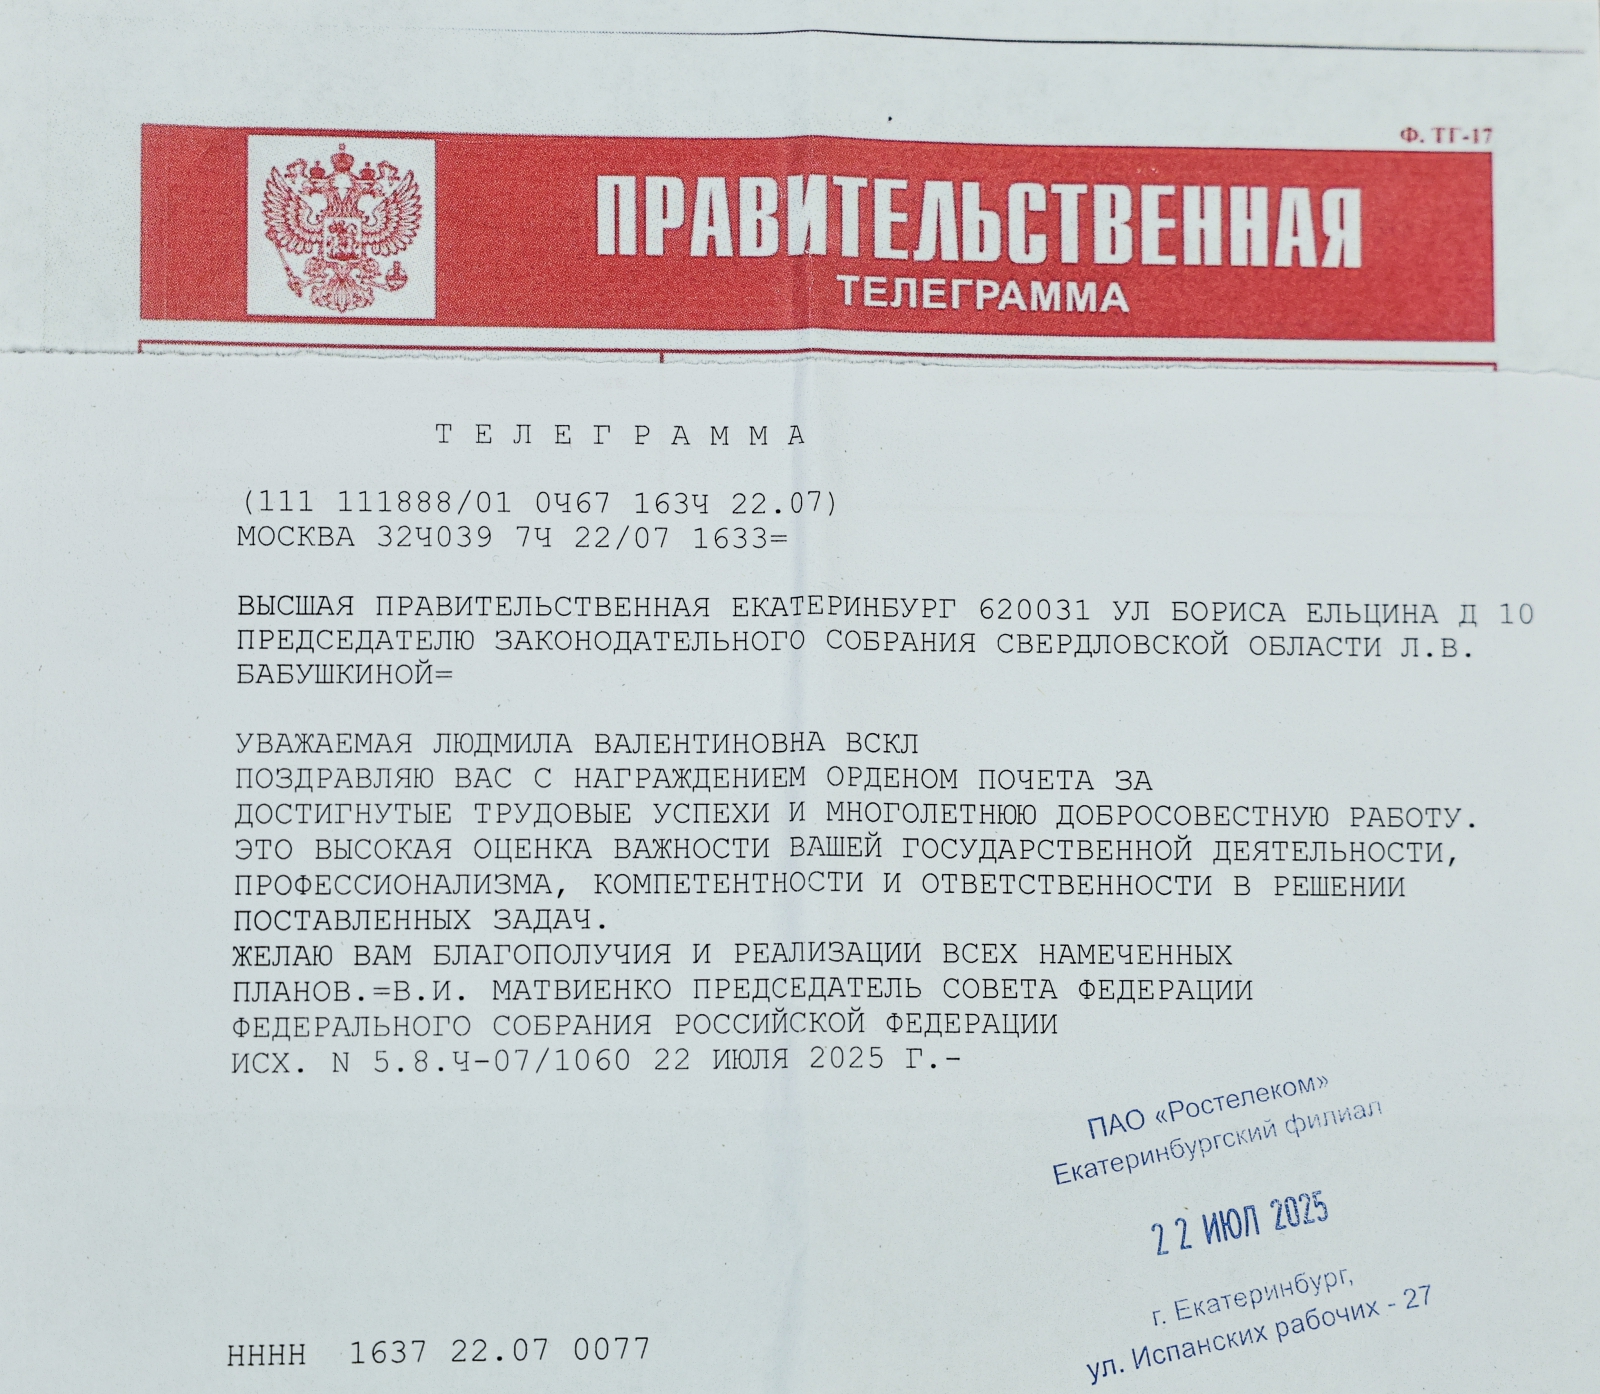 Ф. ТГ-17
ПРАВИТЕЛЬСТВЕННАЯ
ТЕЛЕГРАММА
Т Е Л Е Г Р А М М А
(111 111888/01 0Ч67 163Ч 22.07)
МОСКВА 32Ч039 7Ч 22/07 1633=
ВЫСШАЯ ПРАВИТЕЛЬСТВЕННАЯ ЕКАТЕРИНБУРГ 620031 УЛ БОРИСА ЕЛЬЦИНА Д 10
ПРЕДСЕДАТЕЛЮ ЗАКОНОДАТЕЛЬНОГО СОБРАНИЯ СВЕРДЛОВСКОЙ ОБЛАСТИ Л.В.
БАБУШКИНОЙ=
УВАЖАЕМАЯ ЛЮДМИЛА ВАЛЕНТИНОВНА ВСКЛ
ПОЗДРАВЛЯЮ ВАС С НАГРАЖДЕНИЕМ ОРДЕНОМ ПОЧЕТА ЗА
ДОСТИГНУТЫЕ ТРУДОВЫЕ УСПЕХИ И МНОГОЛЕТНЮЮ ДОБРОСОВЕСТНУЮ РАБОТУ.
ЭТО ВЫСОКАЯ ОЦЕНКА ВАЖНОСТИ ВАШЕЙ ГОСУДАРСТВЕННОЙ ДЕЯТЕЛЬНОСТИ,
ПРОФЕССИОНАЛИЗМА, КОМПЕТЕНТНОСТИ И ОТВЕТСТВЕННОСТИ В РЕШЕНИИ
ПОСТАВЛЕННЫХ ЗАДАЧ.
ЖЕЛАЮ ВАМ БЛАГОПОЛУЧИЯ И РЕАЛИЗАЦИИ ВСЕХ НАМЕЧЕННЫХ
ПЛАНОВ.=В.И. МАТВИЕНКО ПРЕДСЕДАТЕЛЬ СОВЕТА ФЕДЕРАЦИИ
ФЕДЕРАЛЬНОГО СОБРАНИЯ РОССИЙСКОЙ ФЕДЕРАЦИИ
ИСХ. N 5.8.Ч-07/1060 22 ИЮЛЯ 2025 Г.-
ПАО «Ростелеком»
Екатеринбургский филиал
22 ИЮЛ 2025
г. Екатеринбург,
ул. Испанских рабочих - 27
НННН 1637 22.07 0077